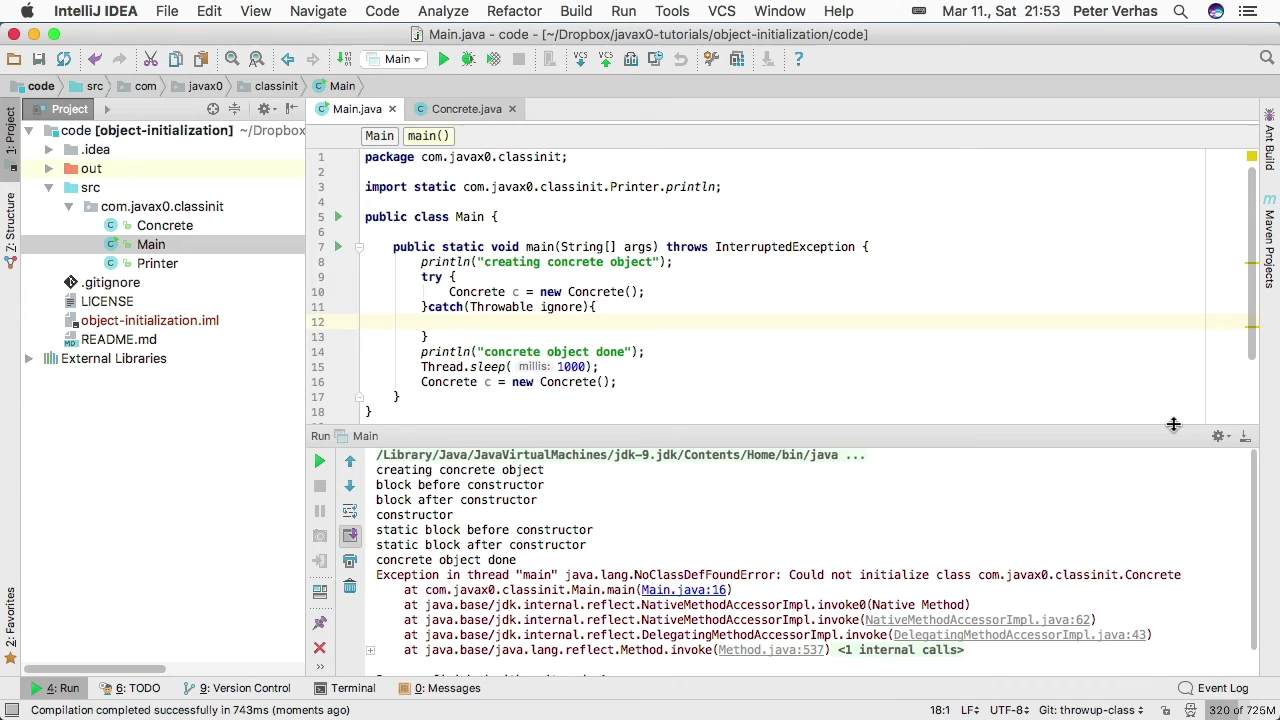 IntelliJ IDEA File Edit View Navigate Code Analyze Refactor Build Run Tools VCS Window Help Mar 11., Sat 21:53 Peter Verhas
Main.java - code - [~/Dropbox/javax0-tutorials/object-initialization/code]
Main
code src com javax0 classinit Main
Project
Main.java Concrete.java
code [object-initialization] ~/Dropbox
.idea
out
src
com.javax0.classinit
Concrete
Main
Printer
.gitignore
LICENSE
object-initialization.iml
README.md
External Libraries
1: Project
Z: Structure
2: Favorites
Ant Build
Maven Projects
Main main()
1 package com.javax0.classinit;
2
3 import static com.javax0.classinit.Printer.println;
4
5 public class Main {
6
7 public static void main(String[] args) throws InterruptedException {
8 println("creating concrete object");
9 try {
10 Concrete c = new Concrete();
11 }catch(Throwable ignore){
12
13 }
14 println("concrete object done");
15 Thread.sleep( millis: 1000);
16 Concrete c = new Concrete();
17 }
18 }
Run Main
/Library/Java/JavaVirtualMachines/jdk-9.jdk/Contents/Home/bin/java ...
creating concrete object
block before constructor
block after constructor
constructor
static block before constructor
static block after constructor
concrete object done
Exception in thread "main" java.lang.NoClassDefFoundError: Could not initialize class com.javax0.classinit.Concrete
at com.javax0.classinit.Main.main(Main.java:16)
at java.base/jdk.internal.reflect.NativeMethodAccessorImpl.invoke0(Native Method)
at java.base/jdk.internal.reflect.NativeMethodAccessorImpl.invoke(NativeMethodAccessorImpl.java:62)
at java.base/jdk.internal.reflect.DelegatingMethodAccessorImpl.invoke(DelegatingMethodAccessorImpl.java:43)
at java.base/java.lang.reflect.Method.invoke(Method.java:537) <1 internal calls>
4: Run 6: TODO 9: Version Control Terminal 0: Messages Event Log
Compilation completed successfully in 743ms (moments ago) 18:1 LF UTF-8 Git: throwup-class 320 of 725M